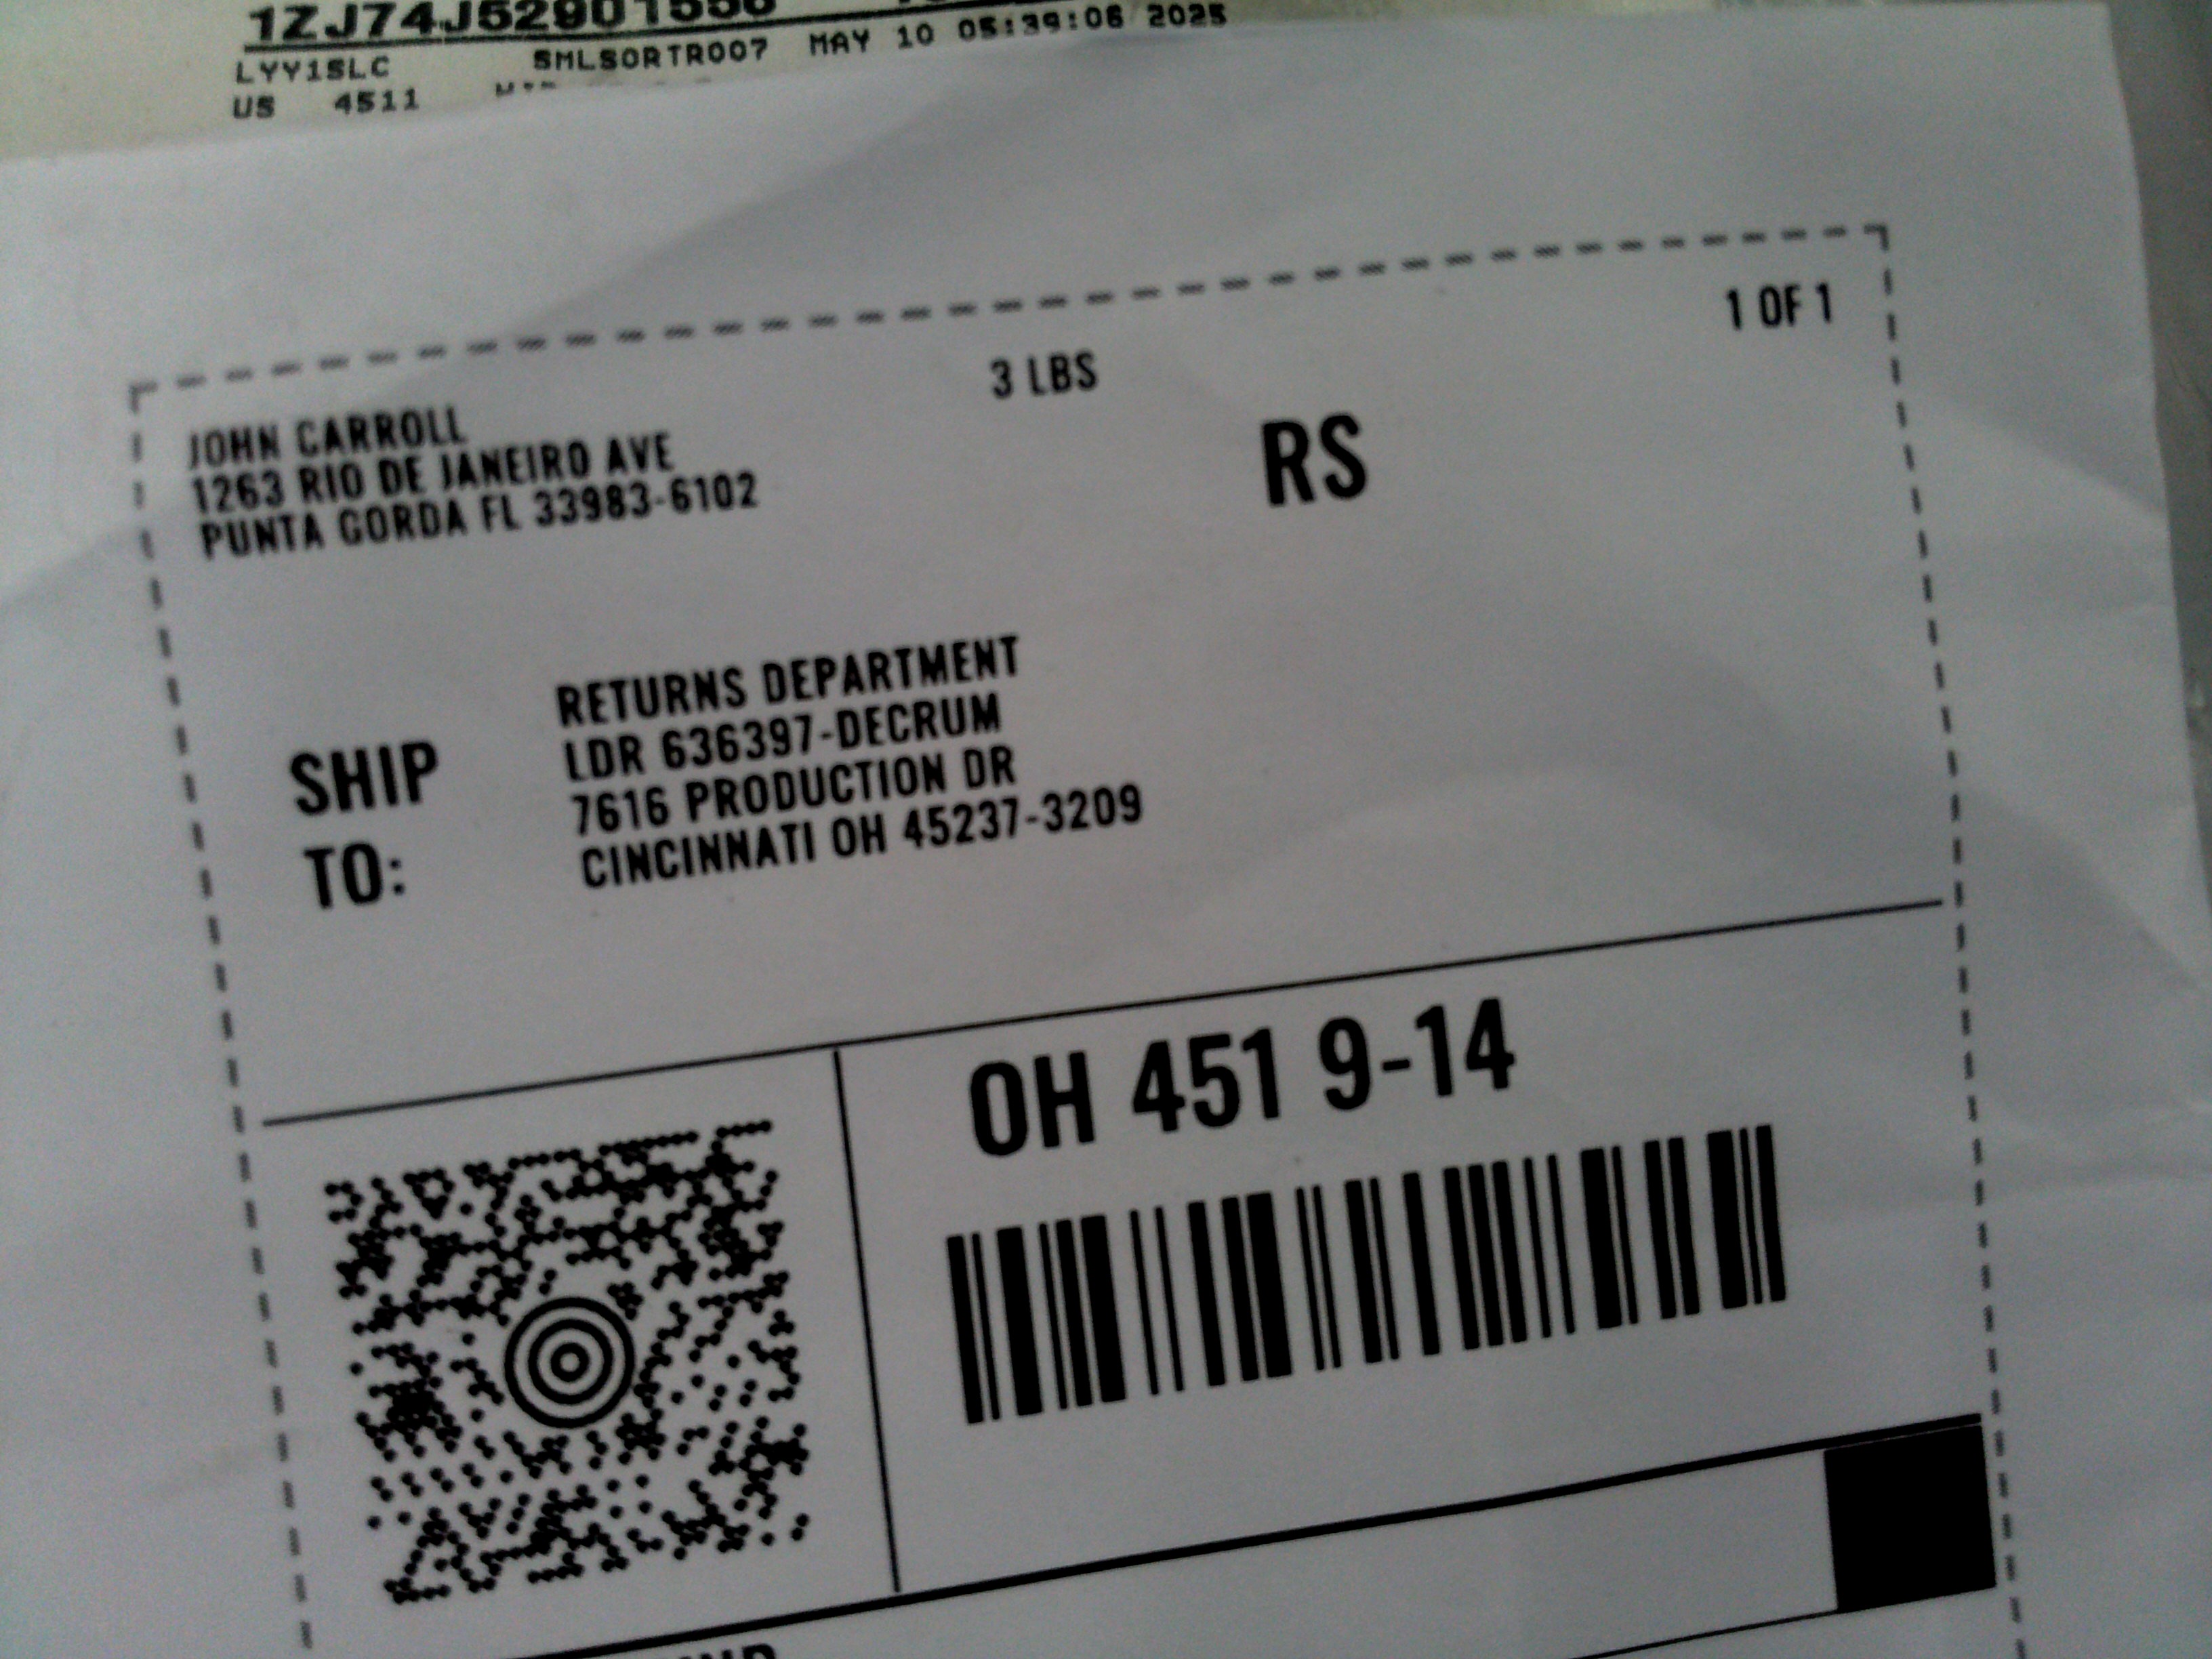 1ZJ74J5290155
LYY1SLC SMLSORTR007 MAY 10 05:39:06 2025
US 4511
1 OF 1
3 LBS
RS
JOHN CARROLL
1263 RIO DE JANEIRO AVE
PUNTA GORDA FL 33983-6102
SHIP
TO:
RETURNS DEPARTMENT
LDR 636397-DECRUM
7616 PRODUCTION DR
CINCINNATI OH 45237-3209
OH 451 9-14